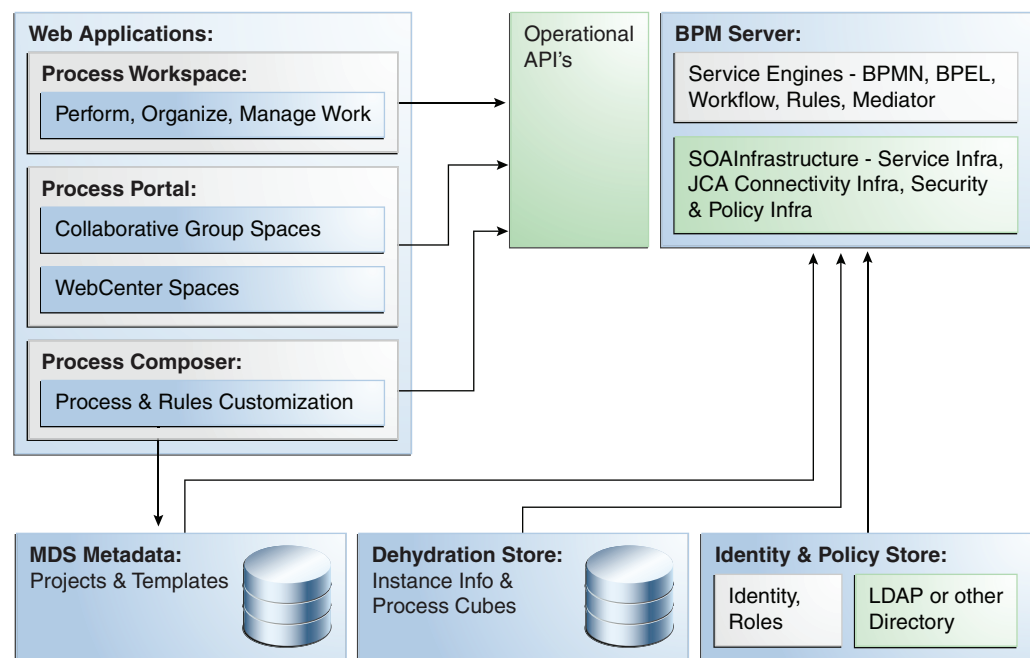 Web Applications:
Process Workspace:
Perform, Organize, Manage Work
Process Portal:
Collaborative Group Spaces
WebCenter Spaces
Process Composer:
Process & Rules Customization
Operational
API's
BPM Server:
Service Engines - BPMN, BPEL,
Workflow, Rules, Mediator
SOAInfrastructure - Service Infra,
JCA Connectivity Infra, Security
& Policy Infra
MDS Metadata:
Projects & Templates
Dehydration Store:
Instance Info &
Process Cubes
Identity & Policy Store:
Identity,
Roles
LDAP or other
Directory